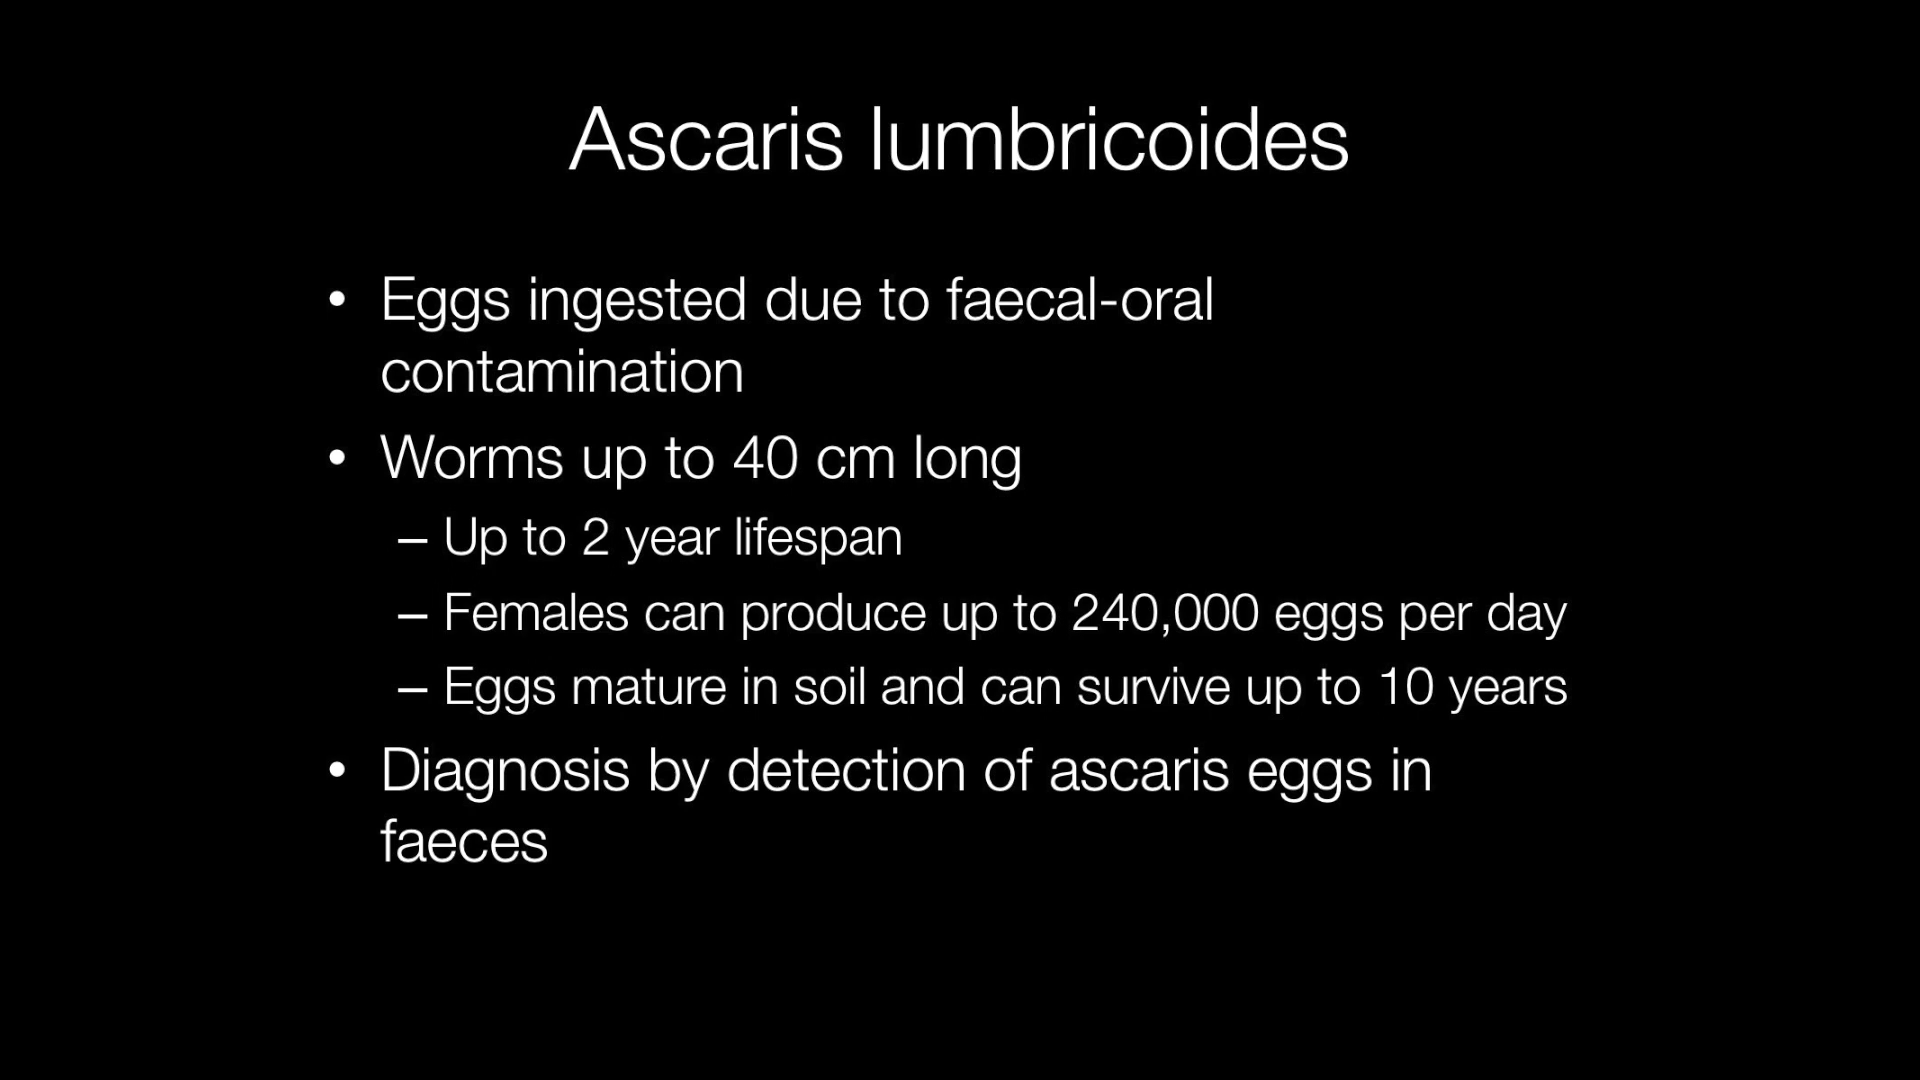 Ascaris lumbricoides
• Eggs ingested due to faecal-oral
contamination
• Worms up to 40 cm long
– Up to 2 year lifespan
– Females can produce up to 240,000 eggs per day
– Eggs mature in soil and can survive up to 10 years
• Diagnosis by detection of ascaris eggs in
faeces